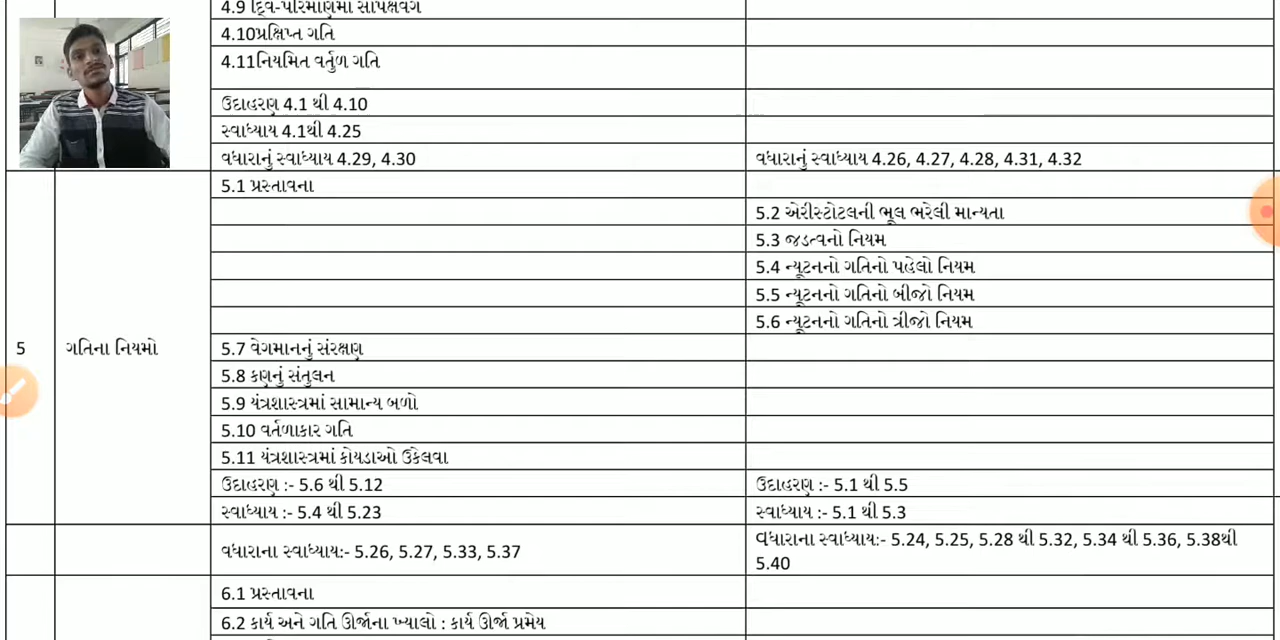 4.9 દ્વિ-પરિમાણમાં સાપેક્ષવેગ
4.10પ્રક્ષિપ્ત ગતિ
4.11નિયમિત વર્તુળ ગતિ
ઉદાહરણ 4.1 થી 4.10
સ્વાધ્યાય 4.1થી 4.25
વધારાનું સ્વાધ્યાય 4.29, 4.30 વધારાનું સ્વાધ્યાય 4.26, 4.27, 4.28, 4.31, 4.32
5.1 પ્રસ્તાવના
5.2 એરીસ્ટોટલની ભૂલ ભરેલી માન્યતા
5.3 જડત્વનો નિયમ
5.4 ન્યૂટનનો ગતિનો પહેલો નિયમ
5.5 ન્યૂટનનો ગતિનો બીજો નિયમ
5.6 ન્યૂટનનો ગતિનો ત્રીજો નિયમ
5 ગતિના નિયમો 5.7 વેગમાનનું સંરક્ષણ
5.8 કણનું સંતુલન
5.9 યંત્રશાસ્ત્રમાં સામાન્ય બળો
5.10 વર્તળાકાર ગતિ
5.11 યંત્રશાસ્ત્રમાં કોયડાઓ ઉકેલવા
ઉદાહરણ :- 5.6 થી 5.12 ઉદાહરણ :- 5.1 થી 5.5
સ્વાધ્યાય :- 5.4 થી 5.23 સ્વાધ્યાય :- 5.1 થી 5.3
વધારાના સ્વાધ્યાય:- 5.26, 5.27, 5.33, 5.37 વધારાના સ્વાધ્યાય:- 5.24, 5.25, 5.28 થી 5.32, 5.34 થી 5.36, 5.38થી
5.40
6.1 પ્રસ્તાવના
6.2 કાર્ય અને ગતિ ઊર્જાના ખ્યાલો : કાર્ય ઊર્જા પ્રમેય